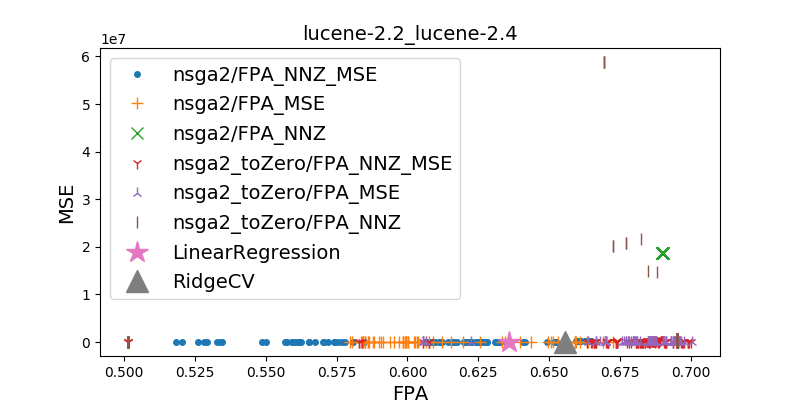 lucene-2.2_lucene-2.4
1e7
6
5
4
3
2
1
0
MSE
nsga2/FPA_NNZ_MSE
nsga2/FPA_MSE
nsga2/FPA_NNZ
nsga2_toZero/FPA_NNZ_MSE
nsga2_toZero/FPA_MSE
nsga2_toZero/FPA_NNZ
LinearRegression
RidgeCV
0.500 0.525 0.550 0.575 0.600 0.625 0.650 0.675 0.700
FPA